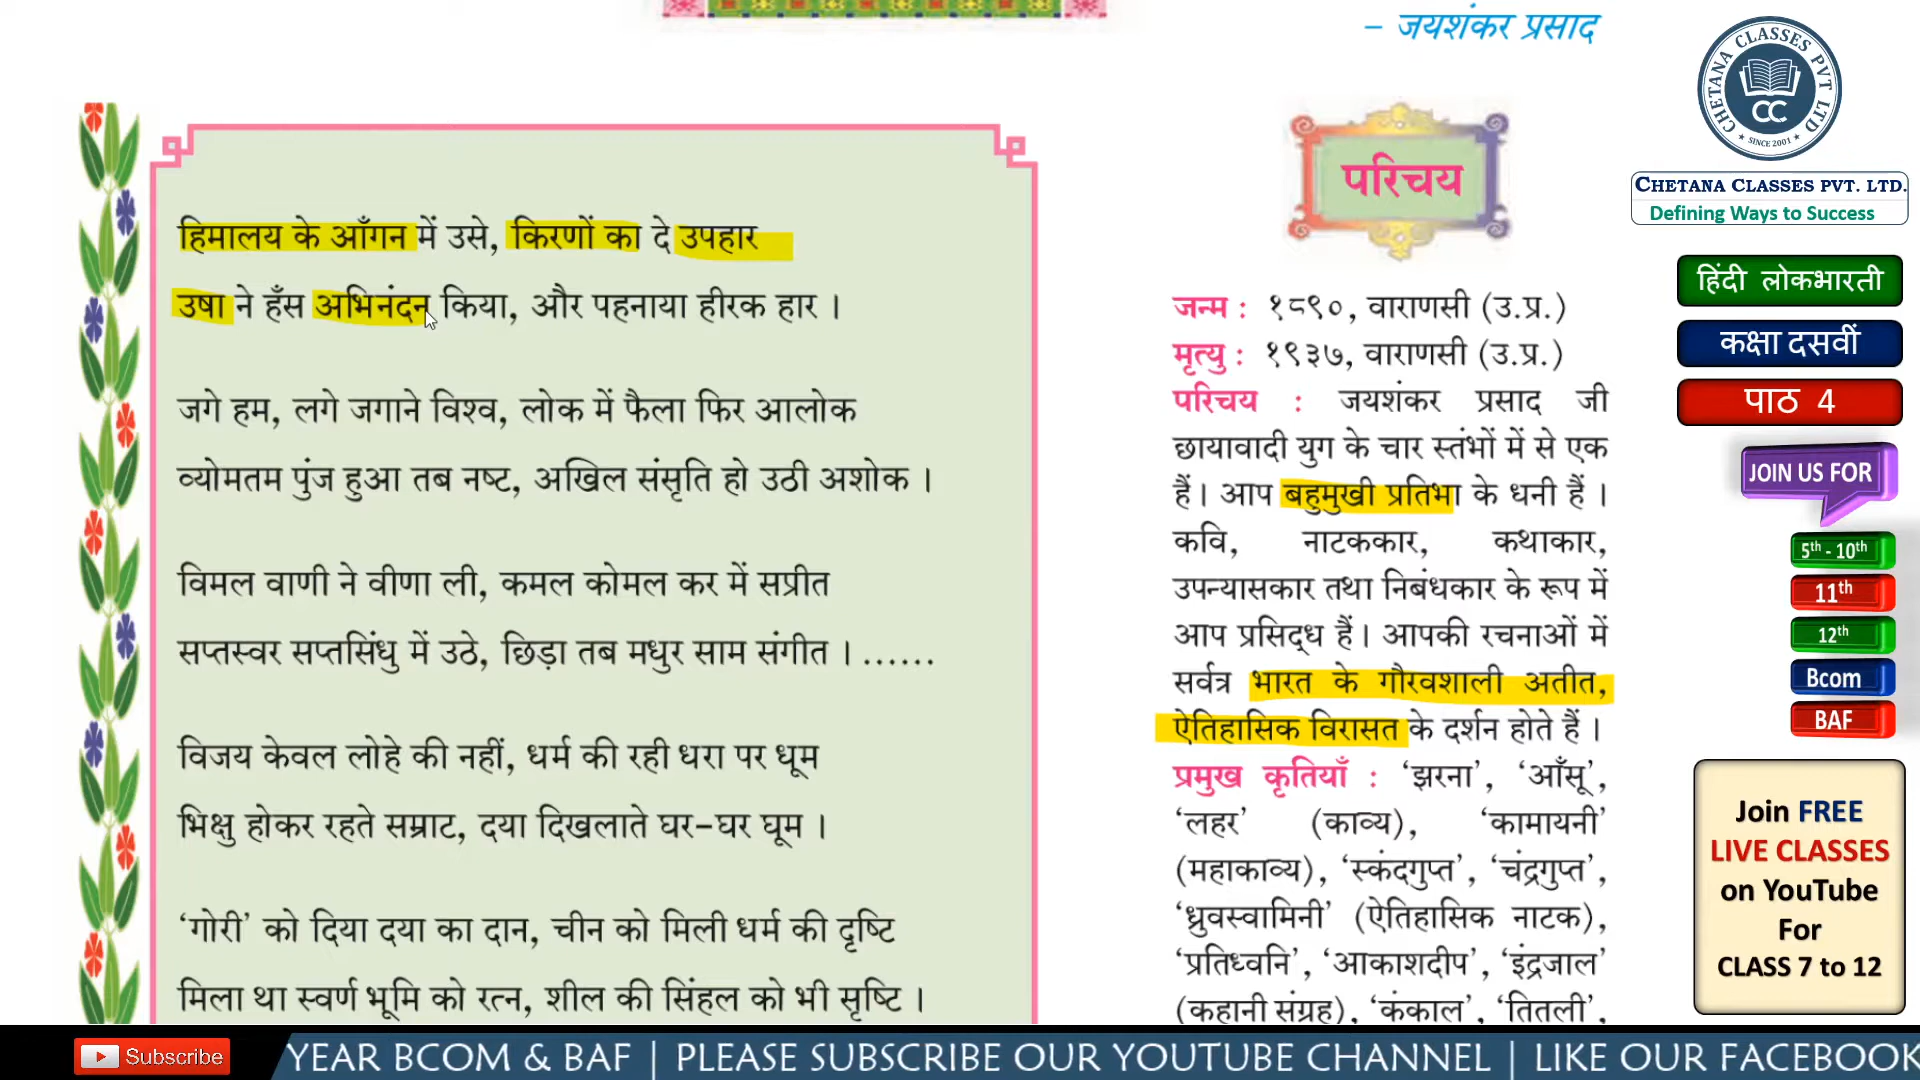 – जयशंकर प्रसाद
हिमालय के आँगन में उसे, किरणों का दे उपहार
उषा ने हँस अभिनंदन किया, और पहनाया हीरक हार ।
जगे हम, लगे जगाने विश्व, लोक में फैला फिर आलोक
व्योमतम पुंज हुआ तब नष्ट, अखिल संसृति हो उठी अशोक ।
विमल वाणी ने वीणा ली, कमल कोमल कर में सप्रीत
सप्तस्वर सप्तसिंधु में उठे, छिड़ा तब मधुर साम संगीत । ......
विजय केवल लोहे की नहीं, धर्म की रही धरा पर धूम
भिक्षु होकर रहते सम्राट, दया दिखलाते घर-घर घूम ।
‘गोरी’ को दिया दया का दान, चीन को मिली धर्म की दृष्टि
मिला था स्वर्ण भूमि को रत्न, शील की सिंहल को भी सृष्टि ।
परिचय
जन्म : १८९०, वाराणसी (उ.प्र.)
मृत्यु : १९३७, वाराणसी (उ.प्र.)
परिचय : जयशंकर प्रसाद जी
छायावादी युग के चार स्तंभों में से एक
हैं । आप बहुमुखी प्रतिभा के धनी हैं ।
कवि, नाटककार, कथाकार,
उपन्यासकार तथा निबंधकार के रूप में
आप प्रसिद्ध हैं । आपकी रचनाओं में
सर्वत्र भारत के गौरवशाली अतीत,
ऐतिहासिक विरासत के दर्शन होते हैं ।
प्रमुख कृतियाँ : ‘झरना’, ‘आँसू’,
‘लहर’ (काव्य), ‘कामायनी’
(महाकाव्य), ‘स्कंदगुप्त’, ‘चंद्रगुप्त’,
‘ध्रुवस्वामिनी’ (ऐतिहासिक नाटक),
‘प्रतिध्वनि’, ‘आकाशदीप’, ‘इंद्रजाल’
(कहानी संग्रह), ‘कंकाल’, ‘तितली’,
CHETANA CLASSES PVT LTD
CC
★ SINCE 2001 ★
CHETANA CLASSES PVT. LTD.
Defining Ways to Success
हिंदी लोकभारती
कक्षा दसवीं
पाठ 4
JOIN US FOR
5th - 10th
11th
12th
Bcom
BAF
Join FREE
LIVE CLASSES
on YouTube
For
CLASS 7 to 12
Subscribe
YEAR BCOM & BAF | PLEASE SUBSCRIBE OUR YOUTUBE CHANNEL | LIKE OUR FACEBOOK